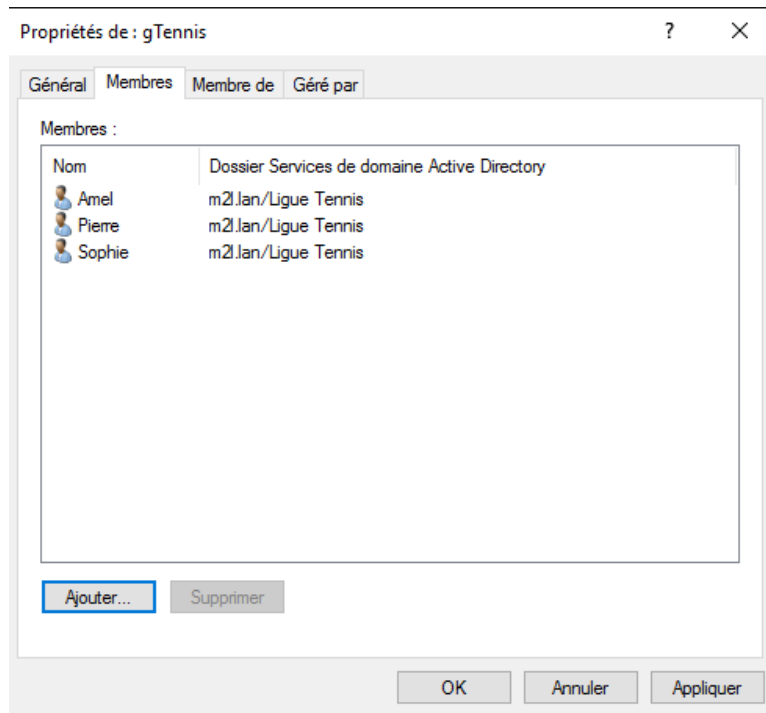 Propriétés de : gTennis ? ×
Général Membres Membre de Géré par
Membres :
Nom Dossier Services de domaine Active Directory
Amel m2l.lan/Ligue Tennis
Pierre m2l.lan/Ligue Tennis
Sophie m2l.lan/Ligue Tennis
Ajouter... Supprimer
OK Annuler Appliquer